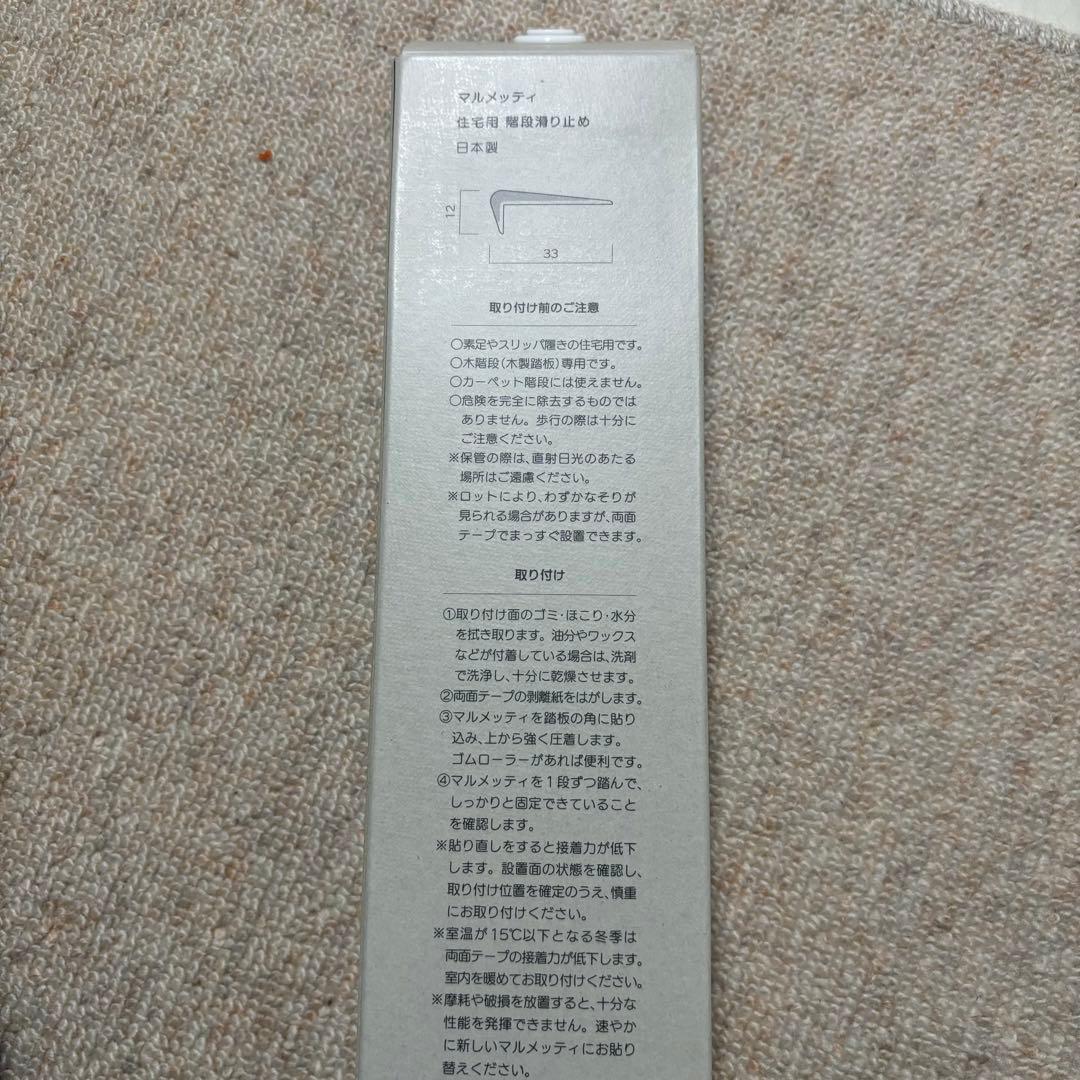 マルメッティ
住宅用 階段滑り止め
日本製
12
33
取り付け前のご注意
○素足やスリッパ履きの住宅用です。
○木階段(木製踏板)専用です。
○カーペット階段には使えません。
○危険を完全に除去するものでは
ありません。歩行の際は十分に
ご注意ください。
※保管の際は、直射日光のあたる
場所はご遠慮ください。
※ロットにより、わずかなそりが
見られる場合がありますが、両面
テープでまっすぐ設置できます。
取り付け
①取り付け面のゴミ・ほこり・水分
を拭き取ります。油分やワックス
などが付着している場合は、洗剤
で洗浄し、十分に乾燥させます。
②両面テープの剥離紙をはがします。
③マルメッティを踏板の角に貼り
込み、上から強く圧着します。
ゴムローラーがあれば便利です。
④マルメッティを1段ずつ踏んで、
しっかりと固定できていること
を確認します。
※貼り直しをすると接着力が低下
します。設置面の状態を確認し、
取り付け位置を確定のうえ、慎重
にお取り付けください。
※室温が15℃以下となる冬季は
両面テープの接着力が低下します。
室内を暖めてお取り付けください。
※摩耗や破損を放置すると、十分な
性能を発揮できません。速やか
に新しいマルメッティにお貼り
替えください。